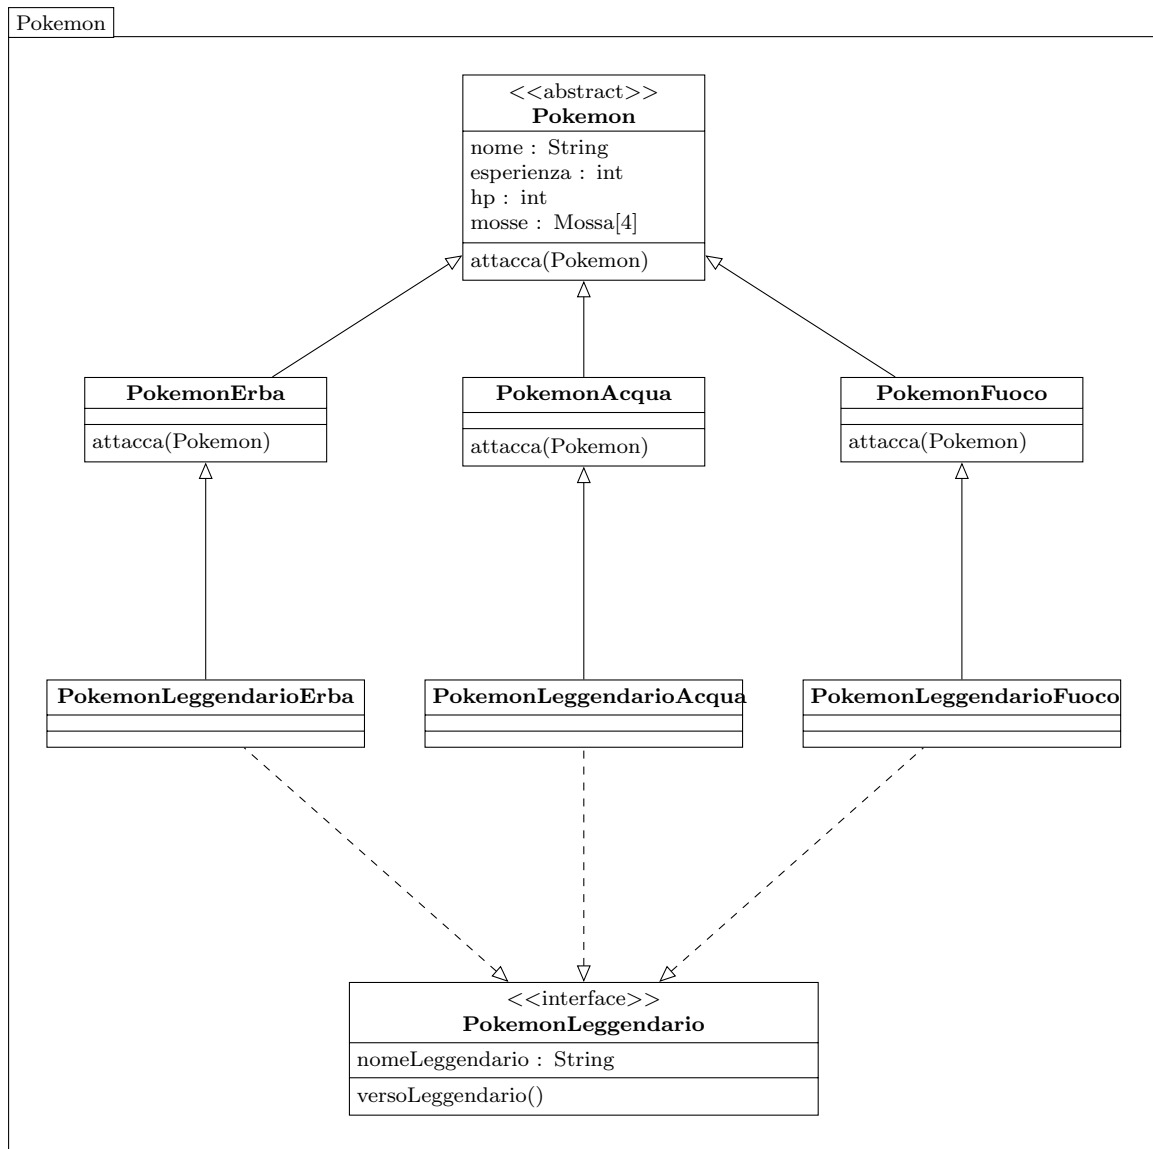 Pokemon
<<abstract>>
Pokemon
nome : String
esperienza : int
hp : int
mosse : Mossa[4]
attacca(Pokemon)
PokemonErba
attacca(Pokemon)
PokemonAcqua
attacca(Pokemon)
PokemonFuoco
attacca(Pokemon)
PokemonLeggendarioErba
PokemonLeggendarioAcqua
PokemonLeggendarioFuoco
<<interface>>
PokemonLeggendario
nomeLeggendario : String
versoLeggendario()